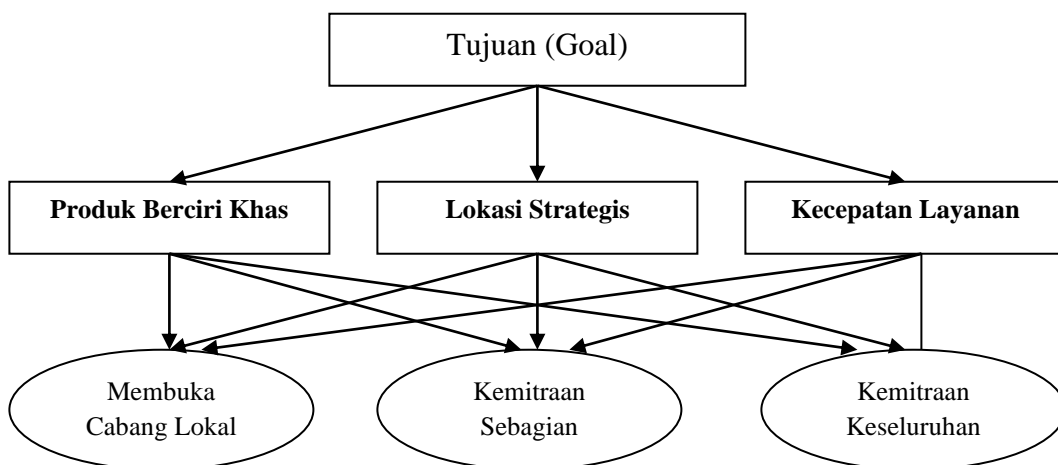 Tujuan (Goal)
Produk Berciri Khas
Lokasi Strategis
Kecepatan Layanan
Membuka
Cabang Lokal
Kemitraan
Sebagian
Kemitraan
Keseluruhan